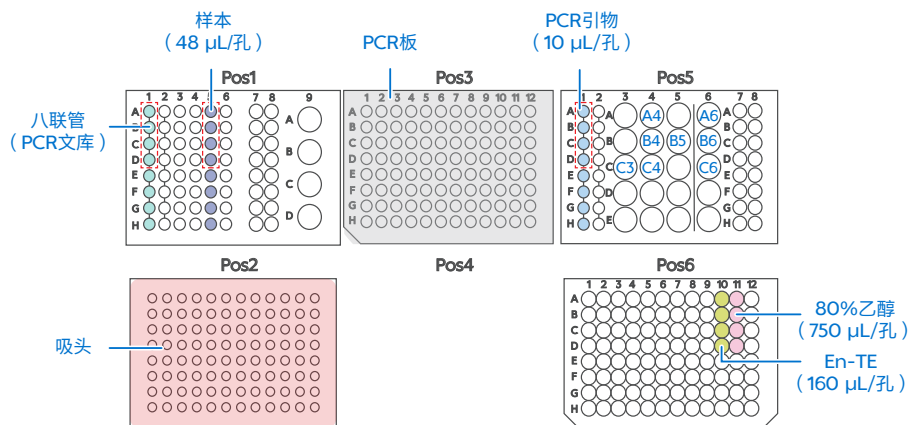 样本
（48 μL/孔）
PCR板
PCR引物
（10 μL/孔）
Pos1
Pos3
Pos5
1 2 3 4 6 7 8 9
1 2 3 4 5 6 7 8 9 10 11 12
1 2 3 4 5 6 7 8
八联管
（PCR文库）
A
B
C
D
E
F
G
H
A
B
C
D
A
B
C
D
E
F
G
H
A
B
C
D
E
F
G
H
A
B
C
D
E
A4 A6
B4 B5 B6
C3 C4 C6
A
B
C
D
E
F
G
H
Pos2
Pos4
Pos6
吸头
1 2 3 4 5 6 7 8 9 10 11 12
A
B
C
D
E
F
G
H
80%乙醇
（750 μL/孔）
En-TE
（160 μL/孔）